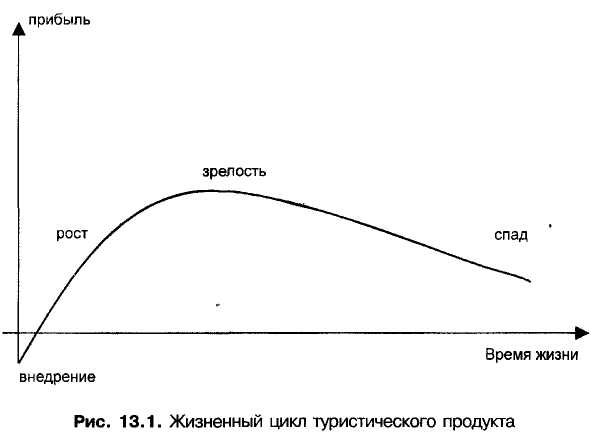 прибыль
зрелость
рост
спад
Время жизни
внедрение
Рис. 13.1. Жизненный цикл туристического продукта